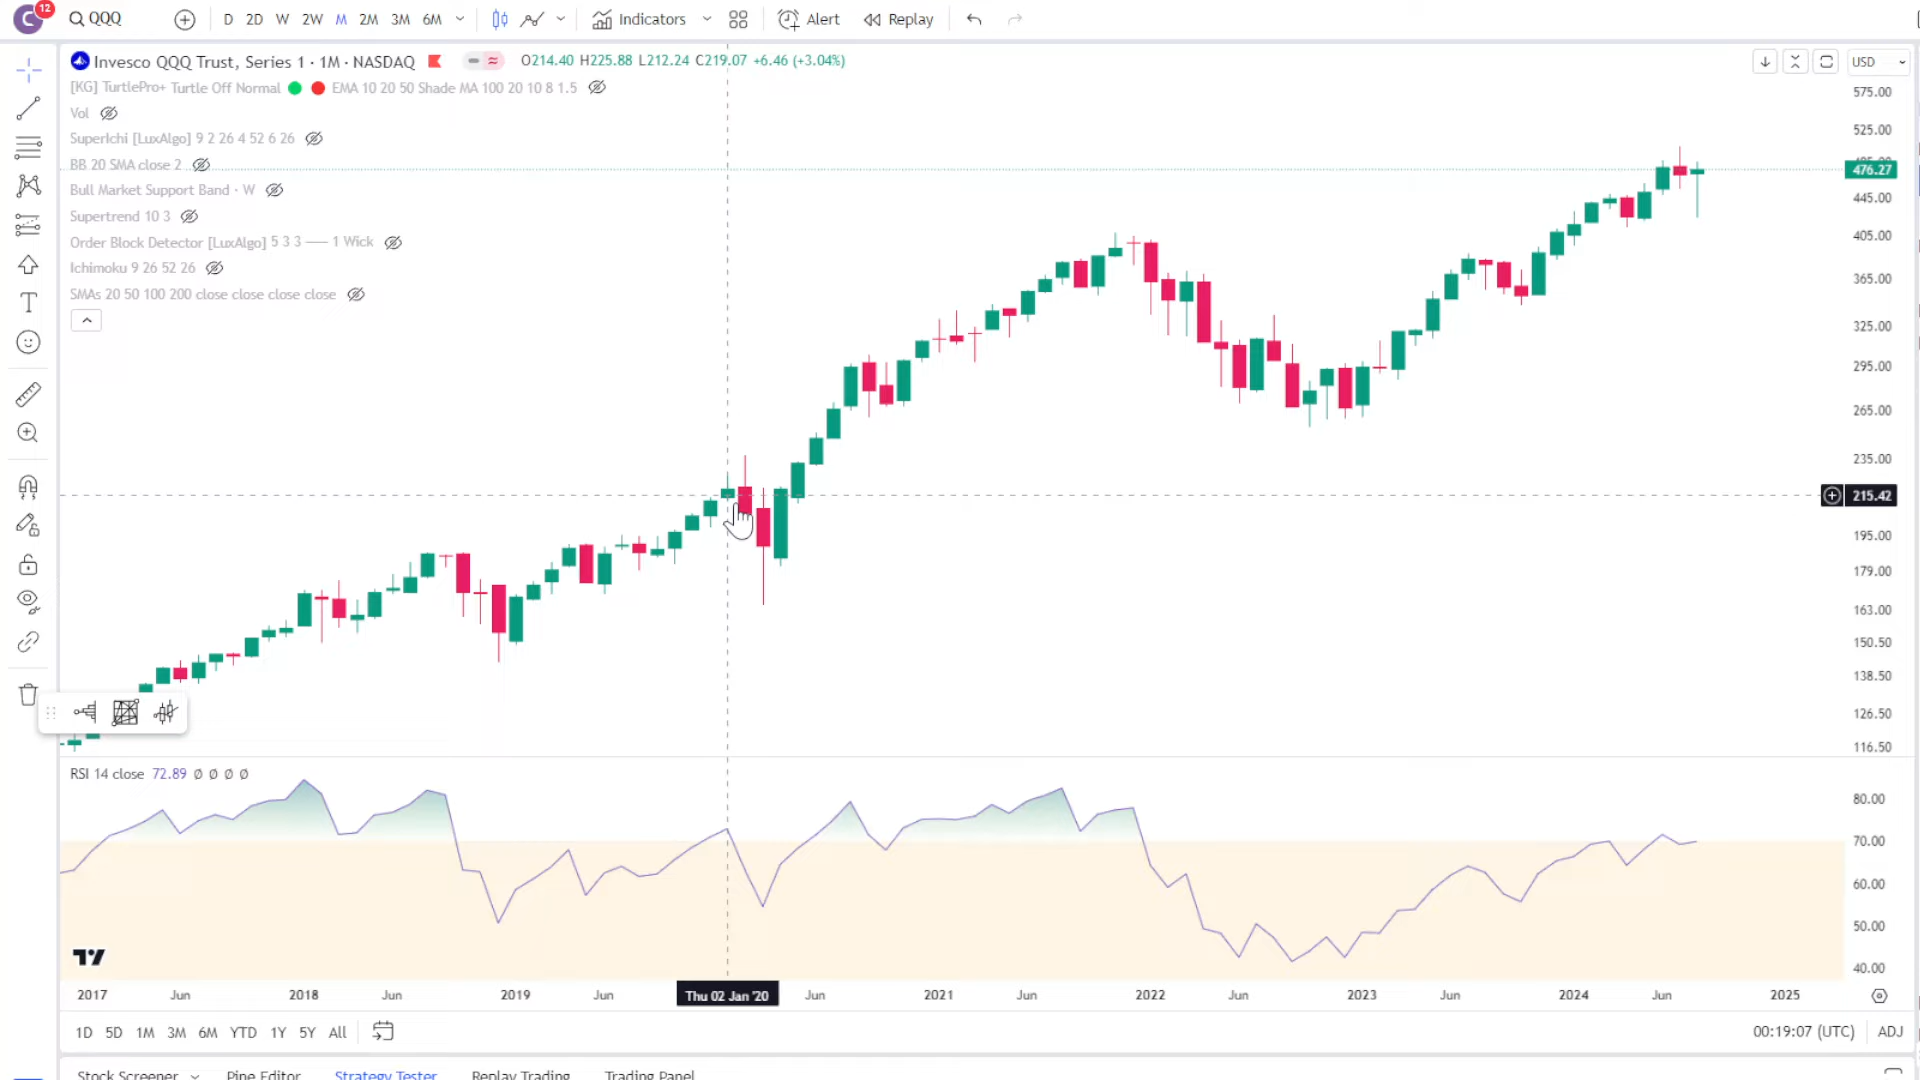 C 12 QQQ D 2D W 2W M 2M 3M 6M Indicators Alert Replay
Invesco QQQ Trust, Series 1 · 1M · NASDAQ O214.40 H225.88 L212.24 C219.07 +6.46 (+3.04%) USD
[KG] TurtlePro+ Turtle Off Normal EMA 10 20 50 Shade MA 100 20 10 8 1.5
Vol
SuperIchi [LuxAlgo] 9 2 26 4 52 6 26
BB 20 SMA close 2
Bull Market Support Band · W
Supertrend 10 3
Order Block Detector [LuxAlgo] 5 3 3 —— 1 Wick
Ichimoku 9 26 52 26
SMAs 20 50 100 200 close close close close
575.00
525.00
476.27
445.00
405.00
365.00
325.00
295.00
265.00
235.00
215.42
195.00
179.00
163.00
150.50
138.50
126.50
116.50
RSI 14 close 72.89 Ø Ø Ø Ø
80.00
70.00
60.00
50.00
40.00
2017 Jun 2018 Jun 2019 Jun Thu 02 Jan '20 Jun 2021 Jun 2022 Jun 2023 Jun 2024 Jun 2025
1D 5D 1M 3M 6M YTD 1Y 5Y All 00:19:07 (UTC) ADJ
Stock Screener Pine Editor Strategy Tester Replay Trading Trading Panel